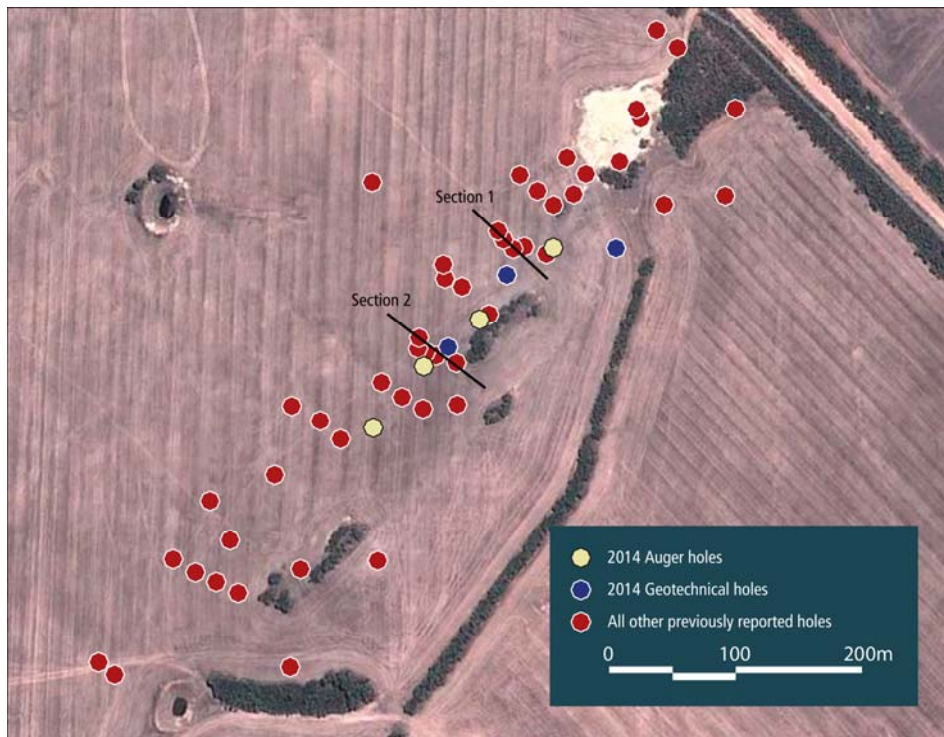 Section 1
Section 2
2014 Auger holes
2014 Geotechnical holes
All other previously reported holes
0 100 200m